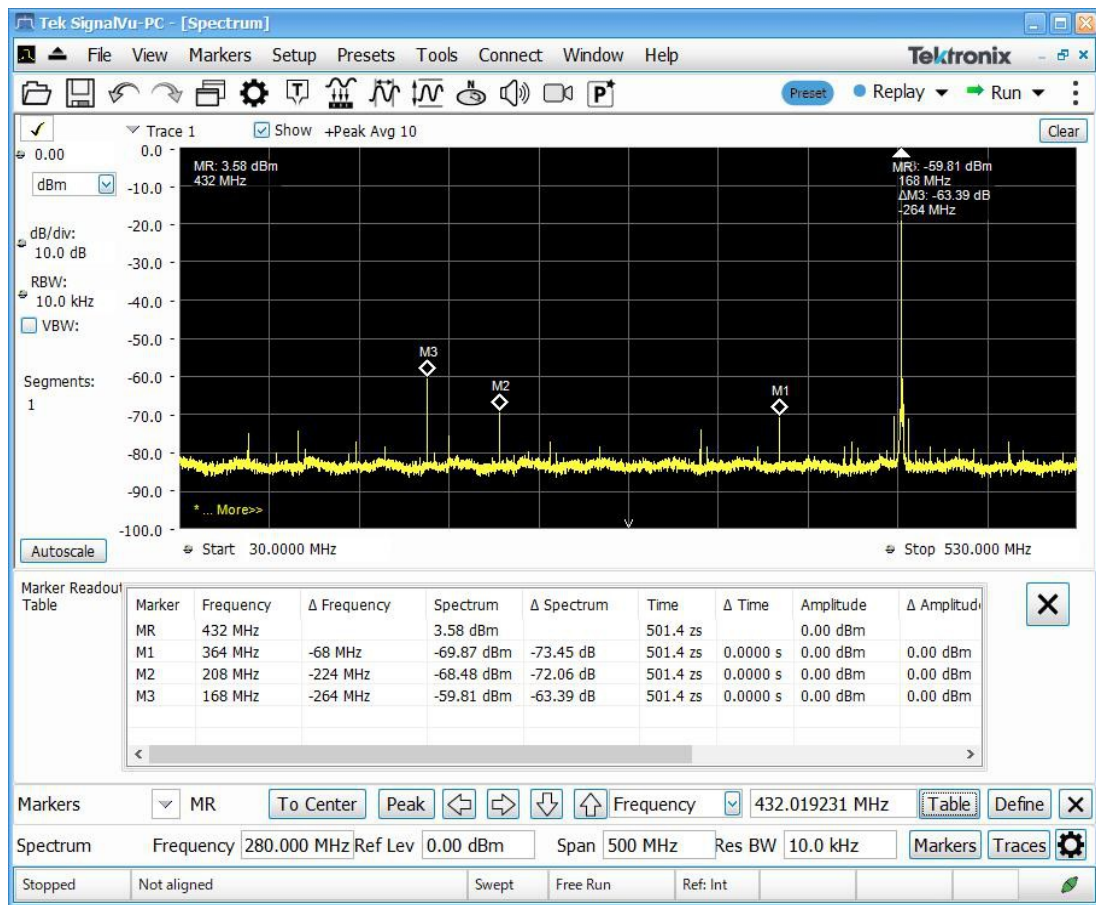 Tek SignalVu-PC - [Spectrum]
File View Markers Setup Presets Tools Connect Window Help Tektronix
T N P Preset Replay Run
Trace 1 Show +Peak Avg 10 Clear
0.00
dBm
dB/div:
10.0 dB
RBW:
10.0 kHz
VBW:
Segments:
1
Autoscale
0.0
-10.0
-20.0
-30.0
-40.0
-50.0
-60.0
-70.0
-80.0
-90.0
-100.0
MR: 3.58 dBm
432 MHz
MR : -59.81 dBm
168 MHz
ΔM3: -63.39 dB
-264 MHz
M3
M2
M1
* ... More>>
Start 30.0000 MHz Stop 530.000 MHz
Marker Readout
Table
Marker Frequency Δ Frequency Spectrum Δ Spectrum Time Δ Time Amplitude Δ Amplitud
MR 432 MHz 3.58 dBm 501.4 zs 0.00 dBm
M1 364 MHz -68 MHz -69.87 dBm -73.45 dB 501.4 zs 0.0000 s 0.00 dBm 0.00 dBm
M2 208 MHz -224 MHz -68.48 dBm -72.06 dB 501.4 zs 0.0000 s 0.00 dBm 0.00 dBm
M3 168 MHz -264 MHz -59.81 dBm -63.39 dB 501.4 zs 0.0000 s 0.00 dBm 0.00 dBm
Markers MR To Center Peak Frequency 432.019231 MHz Table Define
Spectrum Frequency 280.000 MHz Ref Lev 0.00 dBm Span 500 MHz Res BW 10.0 kHz Markers Traces
Stopped Not aligned Swept Free Run Ref: Int